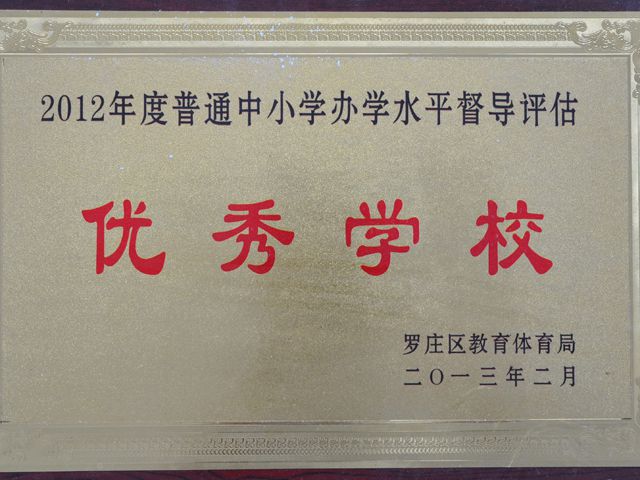 2012年度普通中小学办学水平督导评估
优秀学校
罗庄区教育体育局
二〇一三年二月